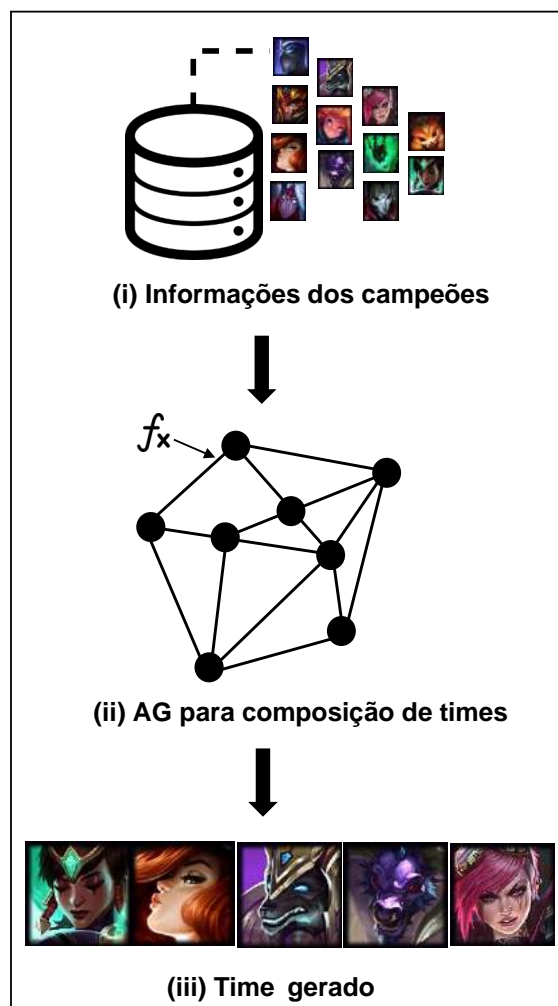 (i) Informações dos campeões
fx
(ii) AG para composição de times
(iii) Time gerado